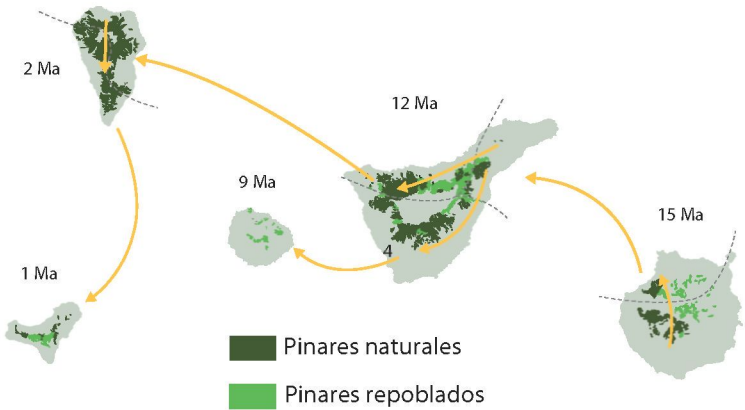 2 Ma
12 Ma
9 Ma
15 Ma
4
1 Ma
Pinares naturales
Pinares repoblados